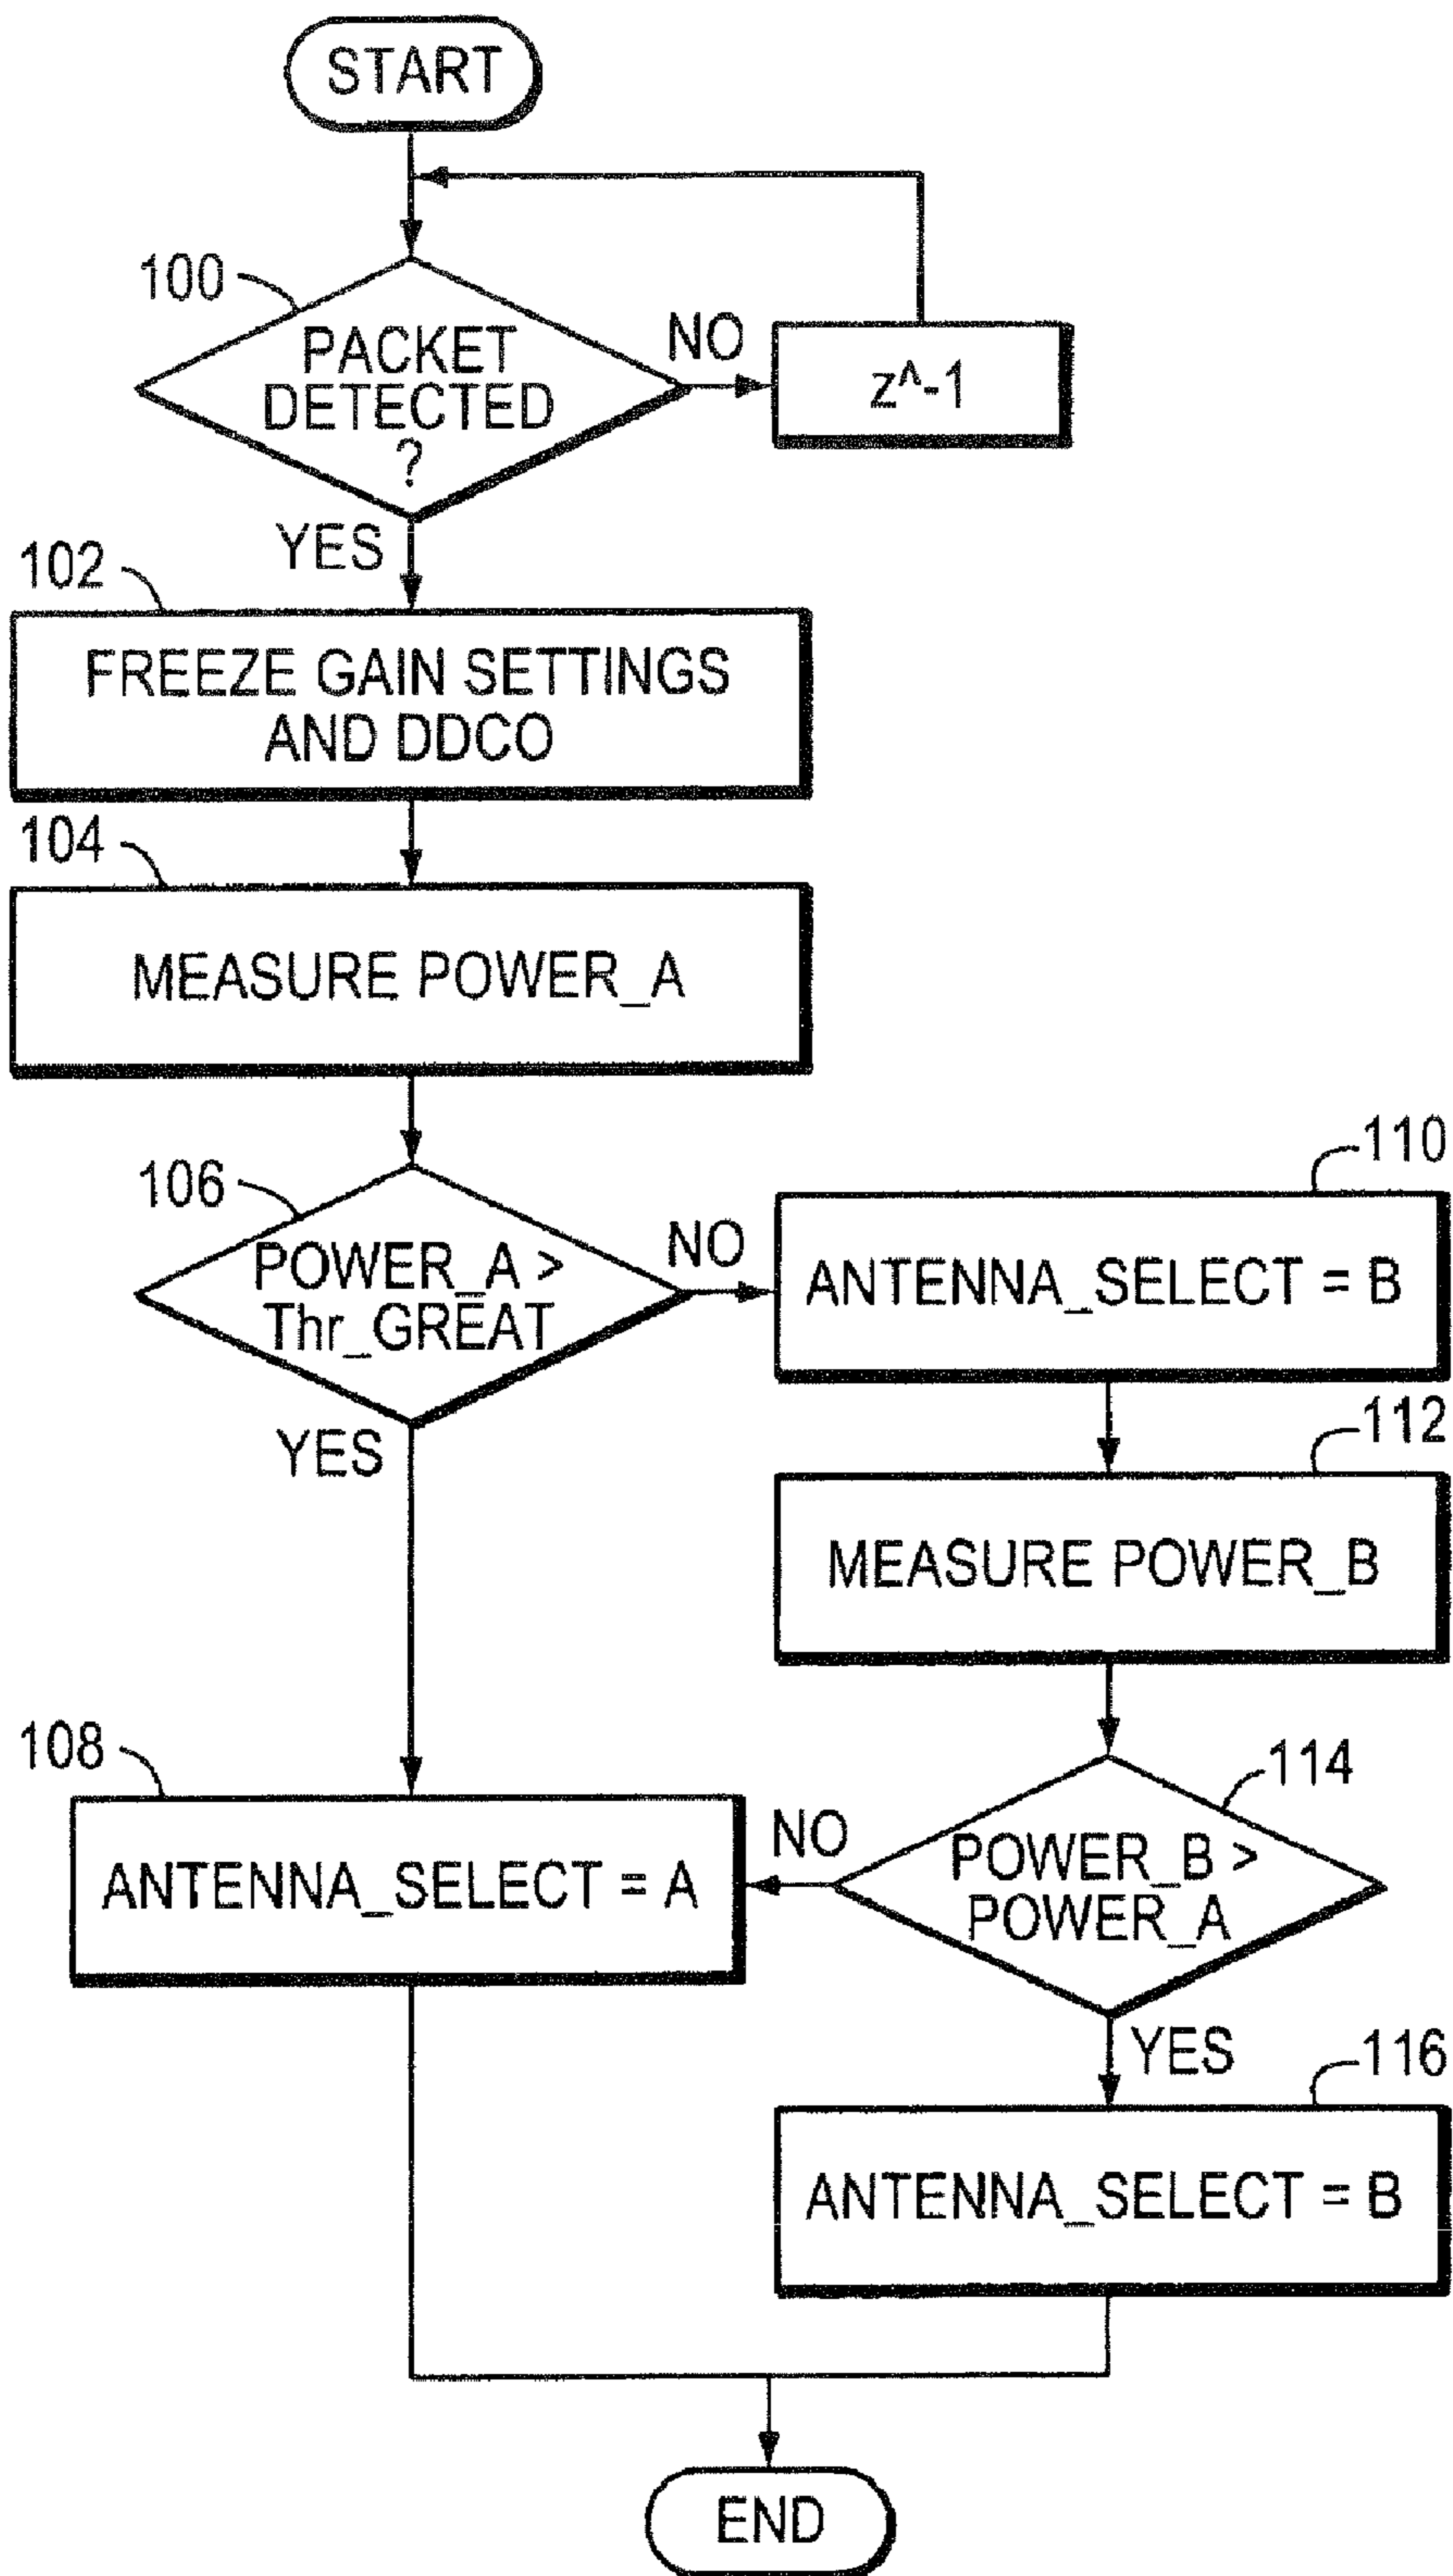 START
100
PACKET
DETECTED
?
NO
z^-1
YES
102
FREEZE GAIN SETTINGS
AND DDCO
104
MEASURE POWER_A
106
POWER_A >
Thr_GREAT
NO
110
ANTENNA_SELECT = B
YES
112
MEASURE POWER_B
108
ANTENNA_SELECT = A
NO
114
POWER_B >
POWER_A
YES
116
ANTENNA_SELECT = B
END